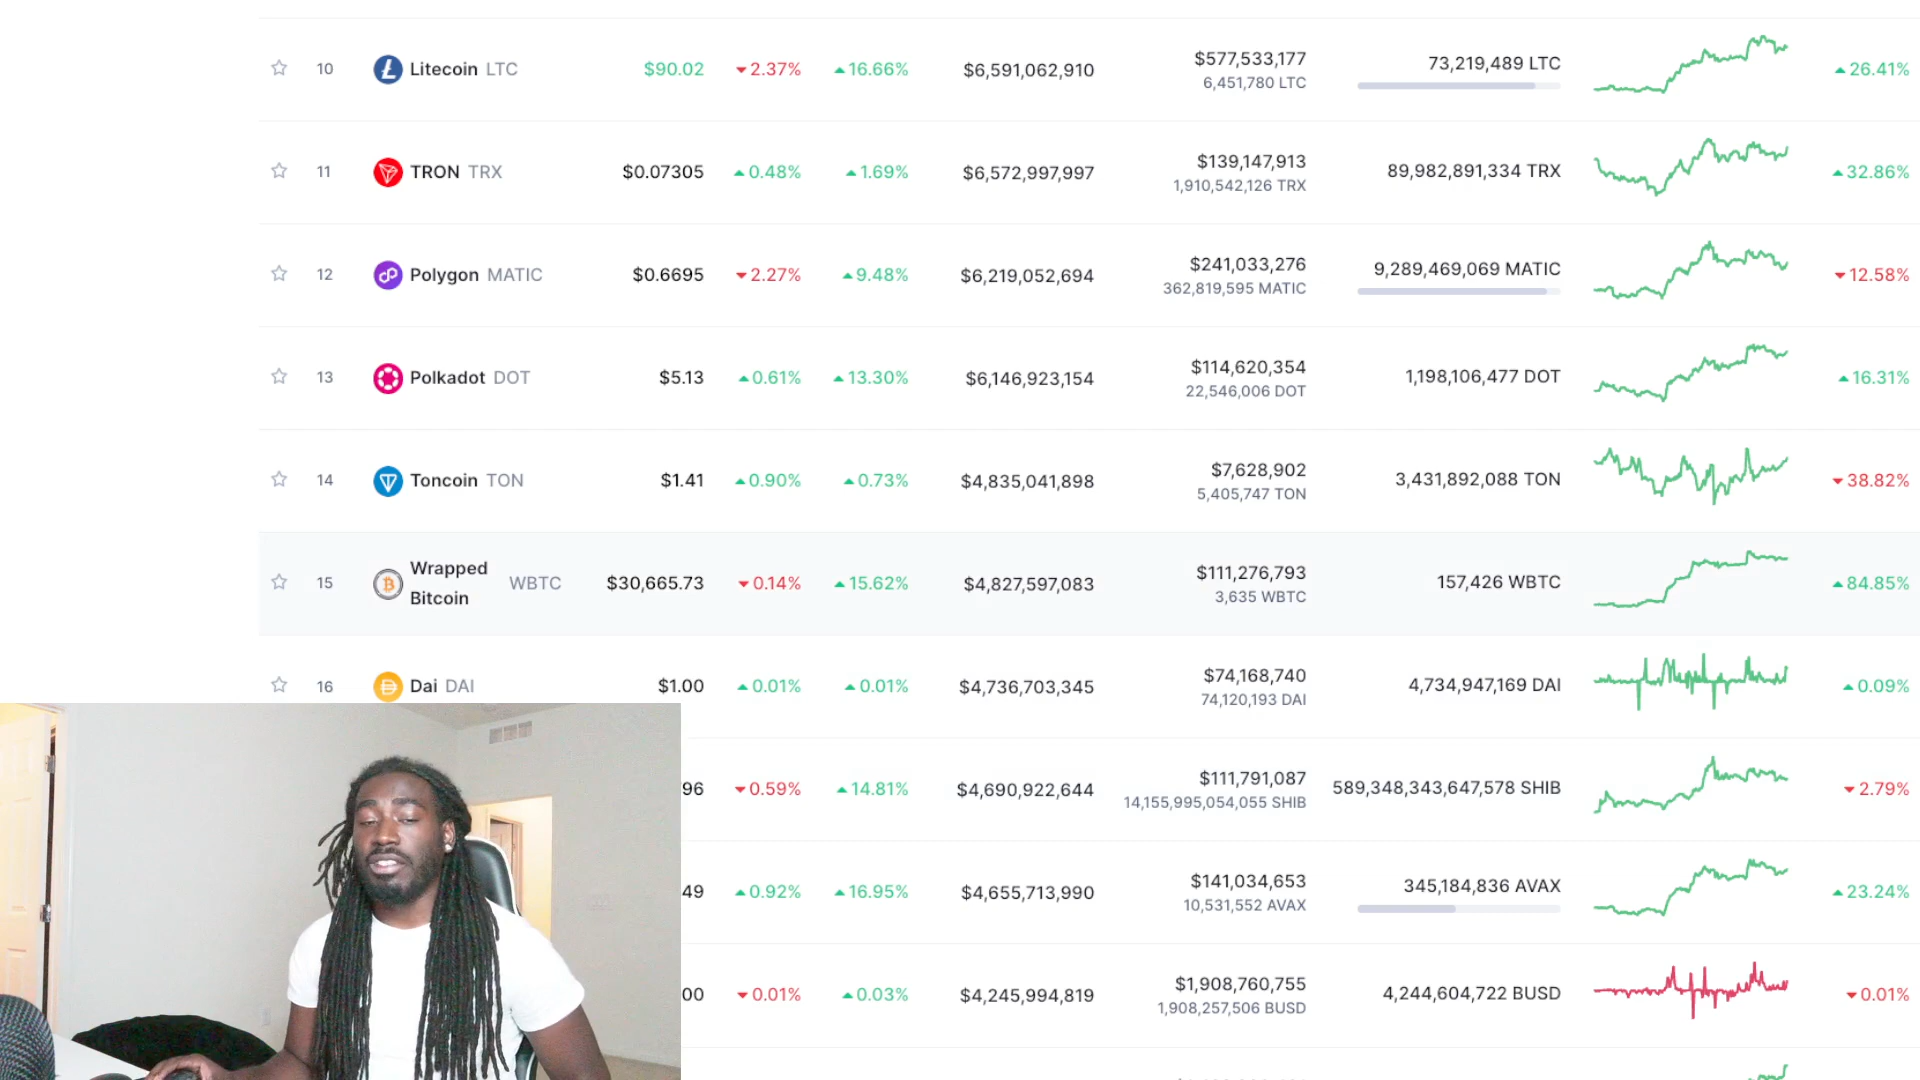 10 Litecoin LTC $90.02 2.37% 16.66% $6,591,062,910 $577,533,177 73,219,489 LTC 26.41%
6,451,780 LTC
11 TRON TRX $0.07305 0.48% 1.69% $6,572,997,997 $139,147,913 89,982,891,334 TRX 32.86%
1,910,542,126 TRX
12 Polygon MATIC $0.6695 2.27% 9.48% $6,219,052,694 $241,033,276 9,289,469,069 MATIC 12.58%
362,819,595 MATIC
13 Polkadot DOT $5.13 0.61% 13.30% $6,146,923,154 $114,620,354 1,198,106,477 DOT 16.31%
22,546,006 DOT
14 Toncoin TON $1.41 0.90% 0.73% $4,835,041,898 $7,628,902 3,431,892,088 TON 38.82%
5,405,747 TON
15 Wrapped Bitcoin WBTC $30,665.73 0.14% 15.62% $4,827,597,083 $111,276,793 157,426 WBTC 84.85%
3,635 WBTC
16 Dai DAI $1.00 0.01% 0.01% $4,736,703,345 $74,168,740 4,734,947,169 DAI 0.09%
74,120,193 DAI
96 0.59% 14.81% $4,690,922,644 $111,791,087 589,348,343,647,578 SHIB 2.79%
14,155,995,054,055 SHIB
49 0.92% 16.95% $4,655,713,990 $141,034,653 345,184,836 AVAX 23.24%
10,531,552 AVAX
00 0.01% 0.03% $4,245,994,819 $1,908,760,755 4,244,604,722 BUSD 0.01%
1,908,257,506 BUSD